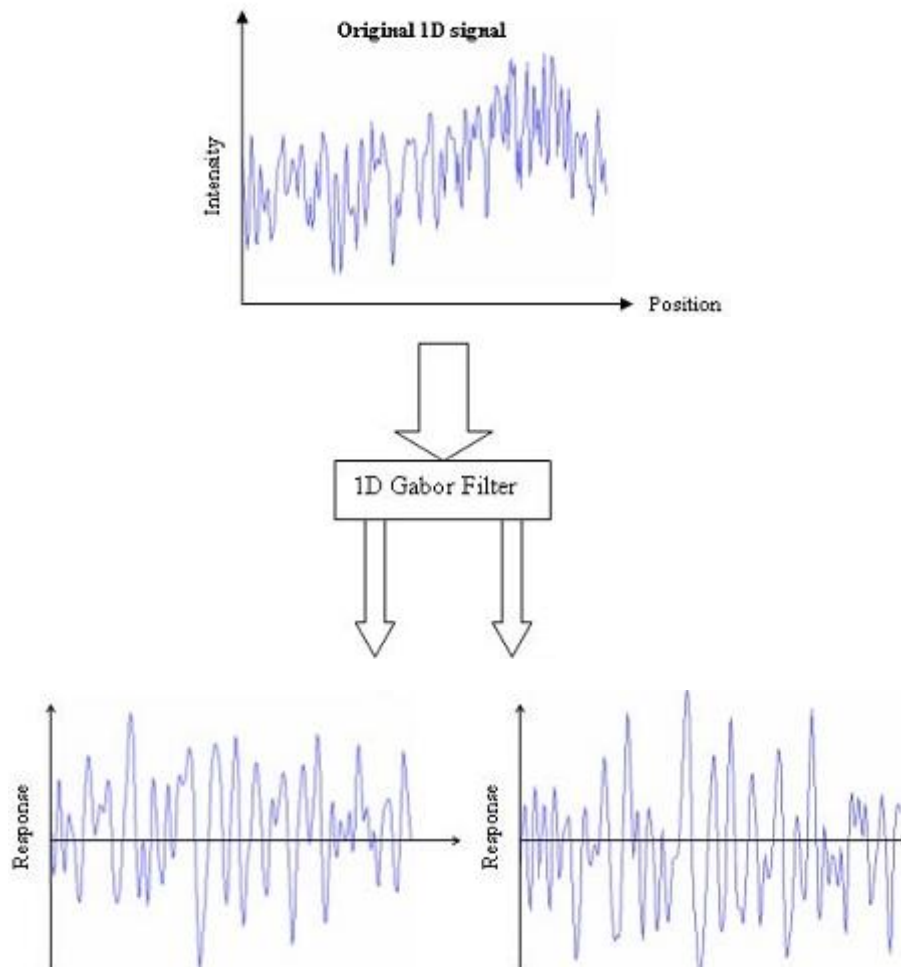 Original 1D signal
Intensity
Position
1D Gabor Filter
Response
Response